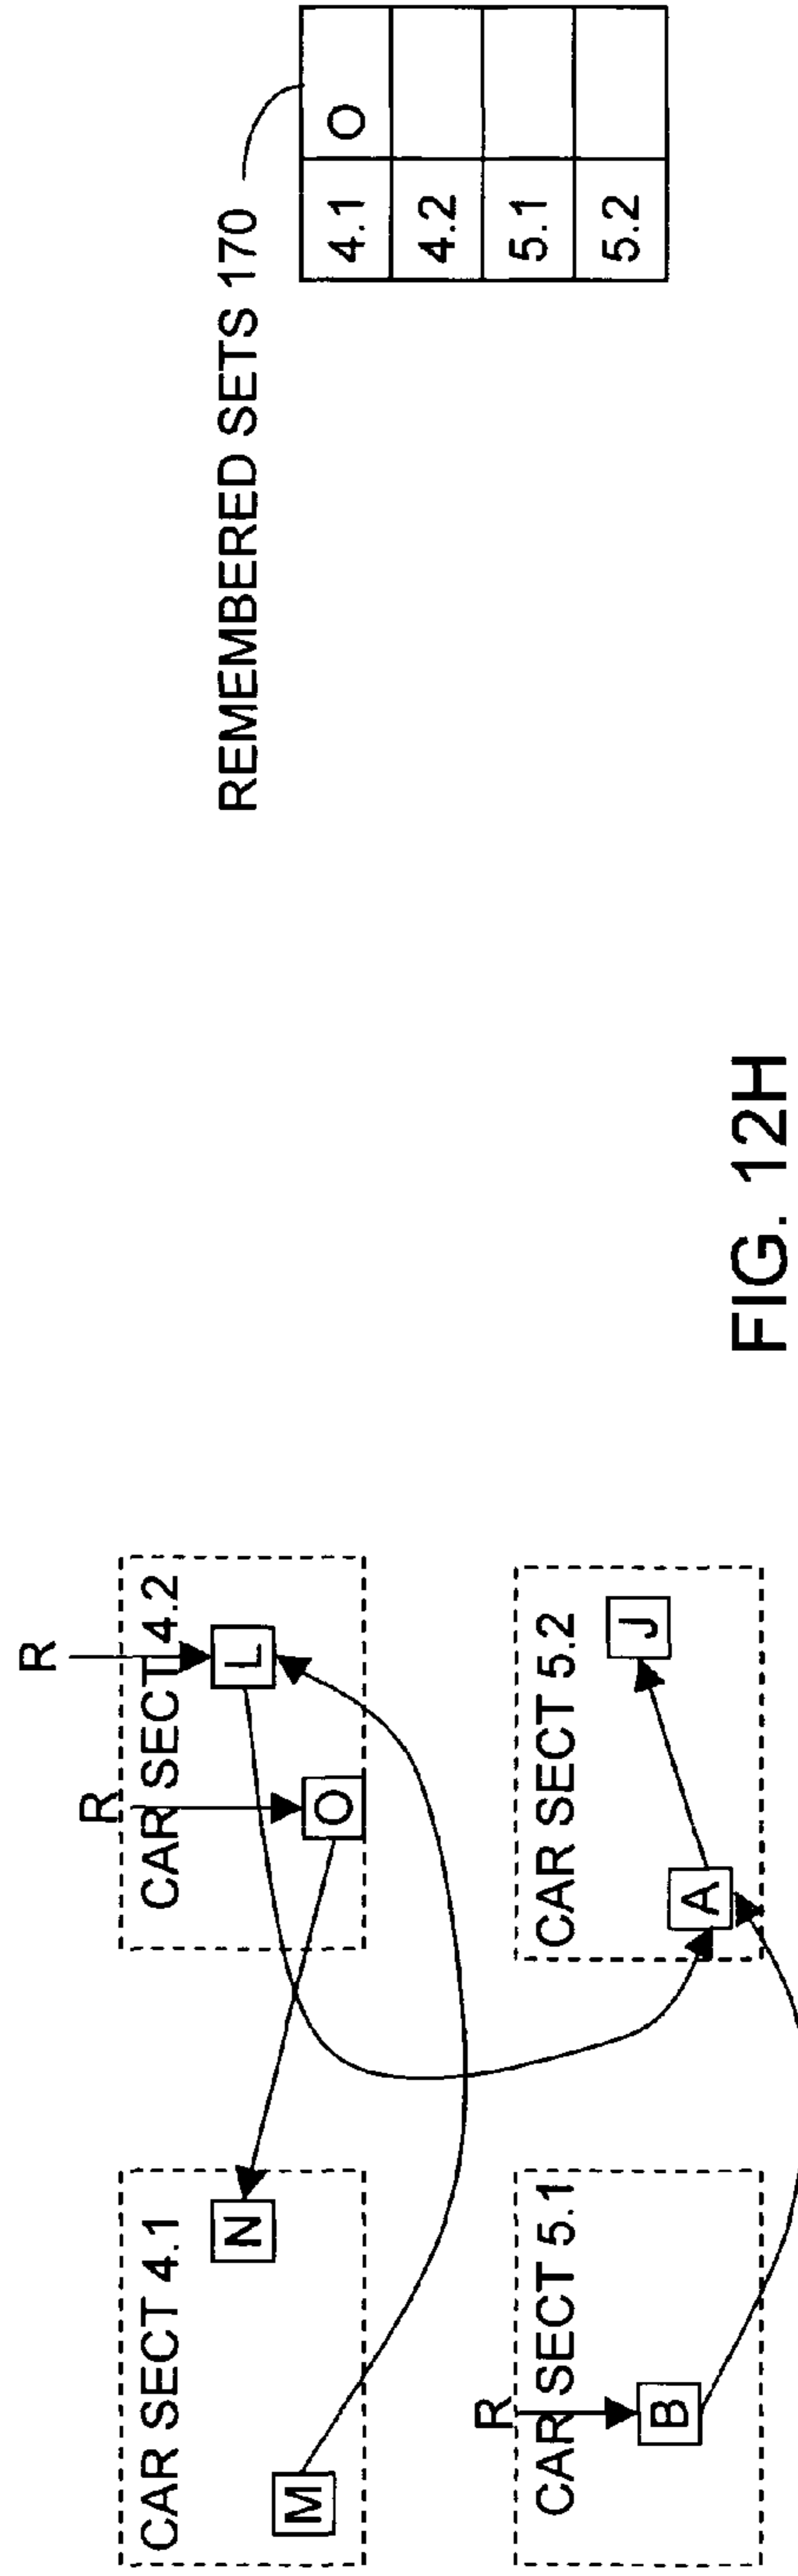 R
R
CAR SECT 4.1
CAR SECT 4.2
N
L
M
O
R
CAR SECT 5.1
CAR SECT 5.2
J
B
A
REMEMBERED SETS 170
4.1 O
4.2
5.1
5.2
FIG. 12H